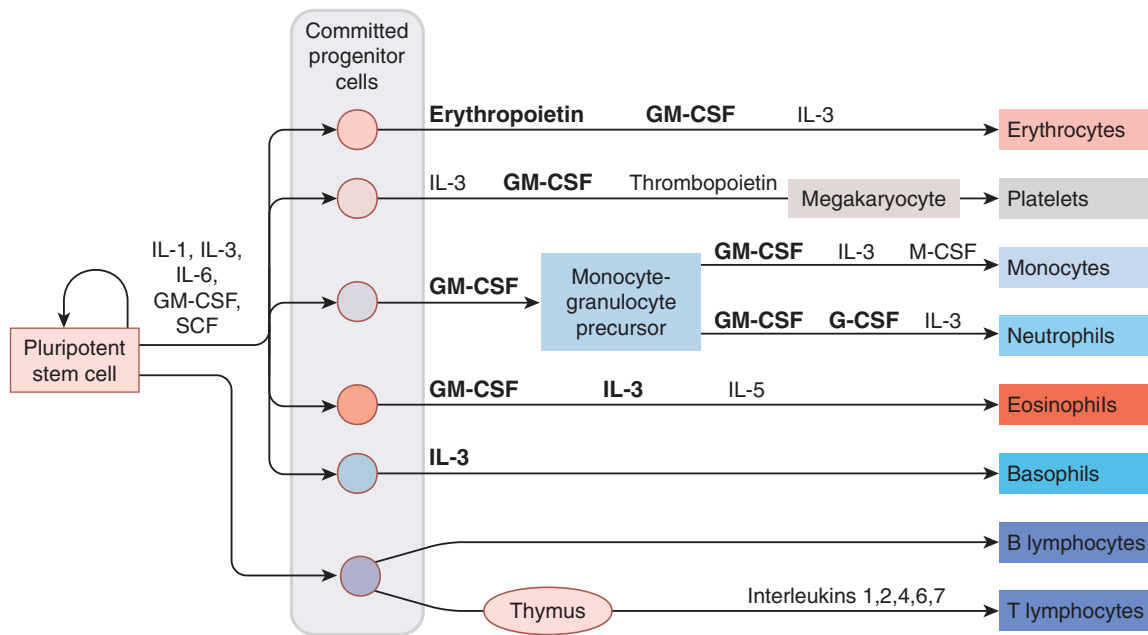 Committed
progenitor
cells
Erythropoietin GM-CSF IL-3
Erythrocytes
IL-3 GM-CSF Thrombopoietin
Megakaryocyte
Platelets
IL-1, IL-3,
IL-6,
GM-CSF,
SCF
Pluripotent
stem cell
GM-CSF
Monocyte-
granulocyte
precursor
GM-CSF IL-3 M-CSF
Monocytes
GM-CSF G-CSF IL-3
Neutrophils
GM-CSF IL-3 IL-5
Eosinophils
IL-3
Basophils
B lymphocytes
Thymus
Interleukins 1,2,4,6,7
T lymphocytes